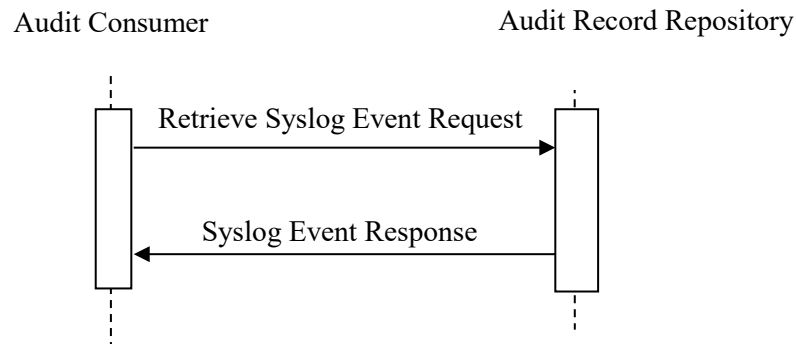 Audit Consumer
Audit Record Repository
Retrieve Syslog Event Request
Syslog Event Response